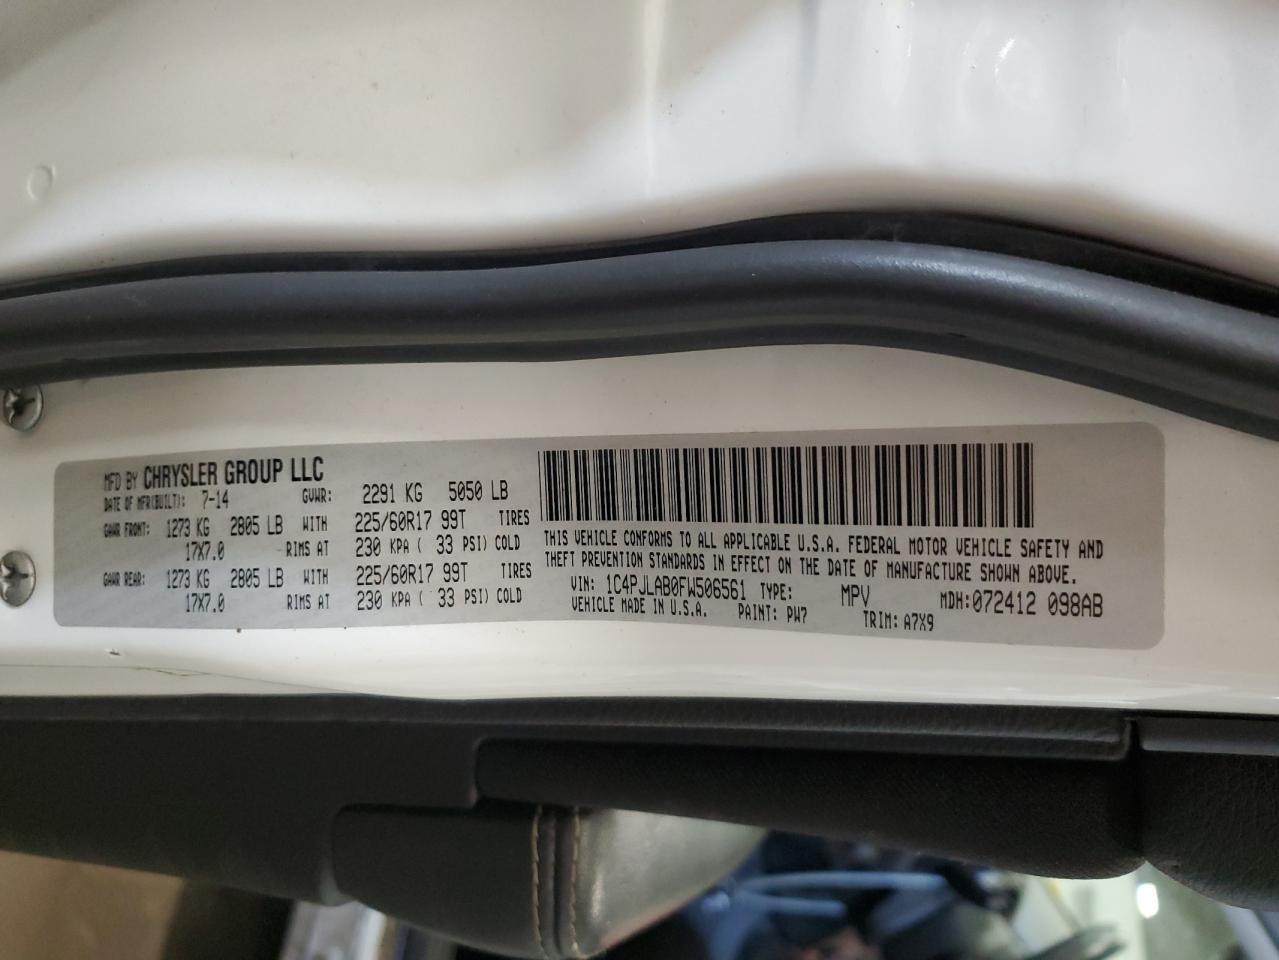 MFD BY CHRYSLER GROUP LLC
DATE OF MFR(BUILT): 7-14 GVWR: 2291 KG 5050 LB
GAWR FRONT: 1273 KG 2805 LB WITH 225/60R17 99T TIRES
17X7.0 RIMS AT 230 KPA ( 33 PSI) COLD
GAWR REAR: 1273 KG 2805 LB WITH 225/60R17 99T TIRES
17X7.0 RIMS AT 230 KPA ( 33 PSI) COLD
THIS VEHICLE CONFORMS TO ALL APPLICABLE U.S.A. FEDERAL MOTOR VEHICLE SAFETY AND
THEFT PREVENTION STANDARDS IN EFFECT ON THE DATE OF MANUFACTURE SHOWN ABOVE.
VIN: 1C4PJLAB0FW506561 TYPE: MPV MDH:072412 098AB
VEHICLE MADE IN U.S.A. PAINT: PW7 TRIM: A7X9